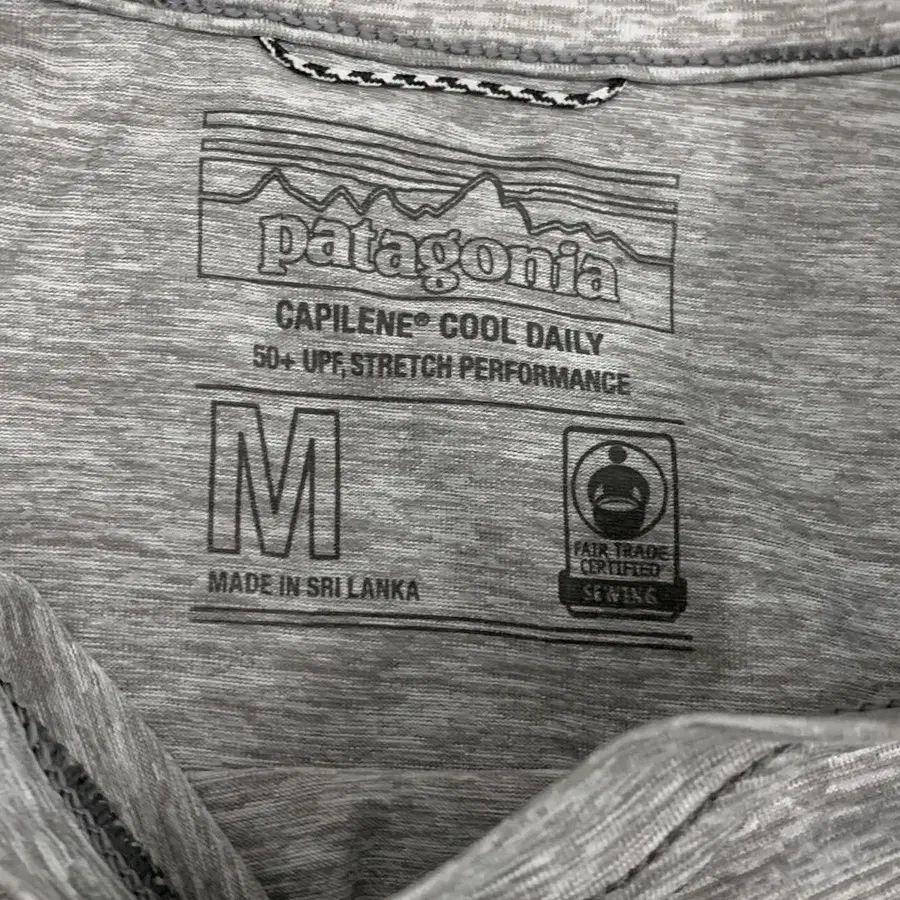 patagonia
CAPILENE® COOL DAILY
50+ UPF, STRETCH PERFORMANCE
M
MADE IN SRI LANKA
FAIR TRADE
CERTIFIED
SEWING